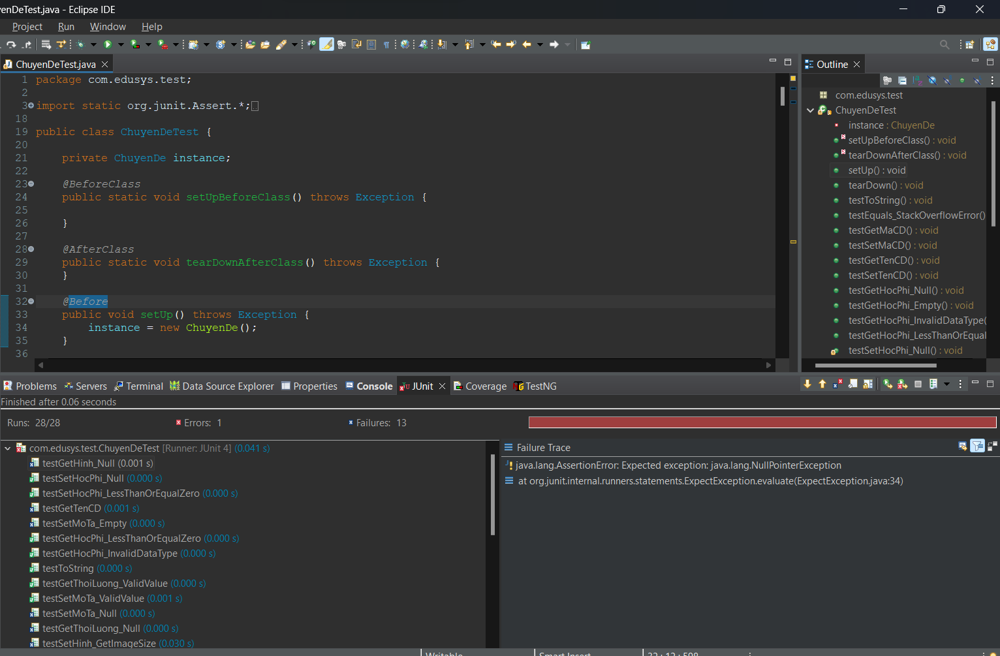 enDeTest.java - Eclipse IDE
Project Run Window Help
ChuyenDeTest.java
Outline
1 package com.edusys.test;
2
3 import static org.junit.Assert.*;
18
19 public class ChuyenDeTest {
20
21 private ChuyenDe instance;
22
23 @BeforeClass
24 public static void setUpBeforeClass() throws Exception {
25
26 }
27
28 @AfterClass
29 public static void tearDownAfterClass() throws Exception {
30 }
31
32 @Before
33 public void setUp() throws Exception {
34 instance = new ChuyenDe();
35 }
36
com.edusys.test
ChuyenDeTest
instance : ChuyenDe
setUpBeforeClass() : void
tearDownAfterClass() : void
setUp() : void
tearDown() : void
testToString() : void
testEquals_StackOverflowError()
testGetMaCD() : void
testSetMaCD() : void
testGetTenCD() : void
testSetTenCD() : void
testGetHocPhi_Null() : void
testGetHocPhi_Empty() : void
testGetHocPhi_InvalidDataType(
testGetHocPhi_LessThanOrEqual
testSetHocPhi_Null() : void
Problems Servers Terminal Data Source Explorer Properties Console JUnit Coverage TestNG
Finished after 0.06 seconds
Runs: 28/28 Errors: 1 Failures: 13
com.edusys.test.ChuyenDeTest [Runner: JUnit 4] (0.041 s)
testGetHinh_Null (0.001 s)
testSetHocPhi_Null (0.000 s)
testSetHocPhi_LessThanOrEqualZero (0.000 s)
testGetTenCD (0.001 s)
testSetMoTa_Empty (0.000 s)
testGetHocPhi_LessThanOrEqualZero (0.000 s)
testGetHocPhi_InvalidDataType (0.000 s)
testToString (0.000 s)
testGetThoiLuong_ValidValue (0.000 s)
testSetMoTa_ValidValue (0.001 s)
testSetMoTa_Null (0.000 s)
testGetThoiLuong_Null (0.000 s)
testSetHinh_GetImageSize (0.030 s)
Failure Trace
java.lang.AssertionError: Expected exception: java.lang.NullPointerException
at org.junit.internal.runners.statements.ExpectException.evaluate(ExpectException.java:34)
Writable Smart Insert 32 : 12 : 508